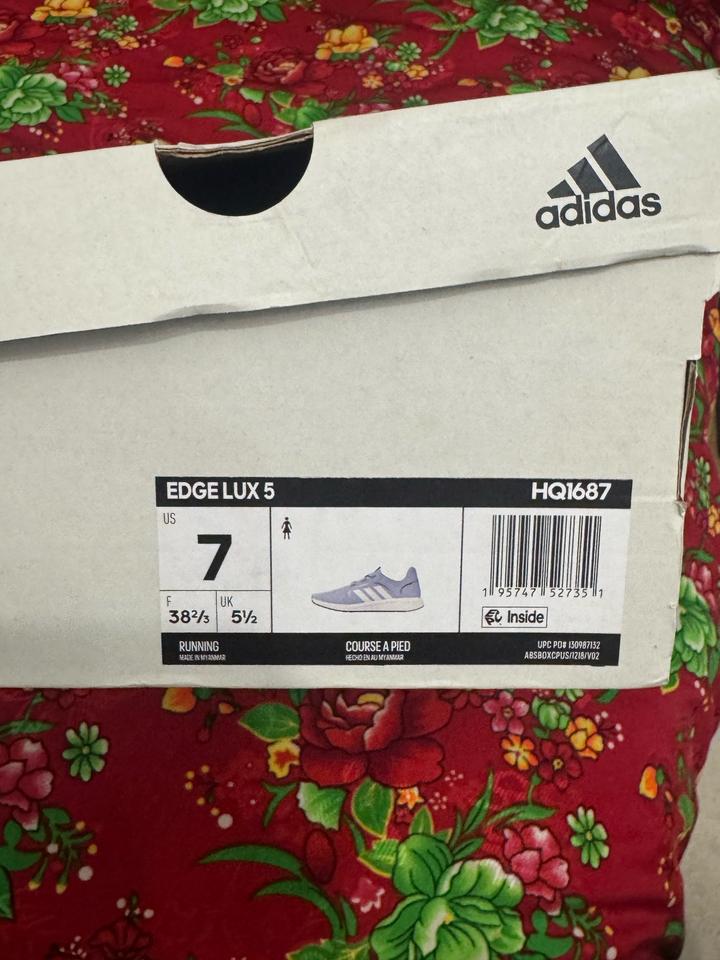 adidas
EDGE LUX 5 HQ1687
US
7
F
38⅔
UK
5½
1 95747 52735 1
Inside
RUNNING
MADE IN MYANMAR
COURSE A PIED
HECHO EN AU MYANMAR
UPC PO# 130987132
ABSBOXCPUS/1218/V02